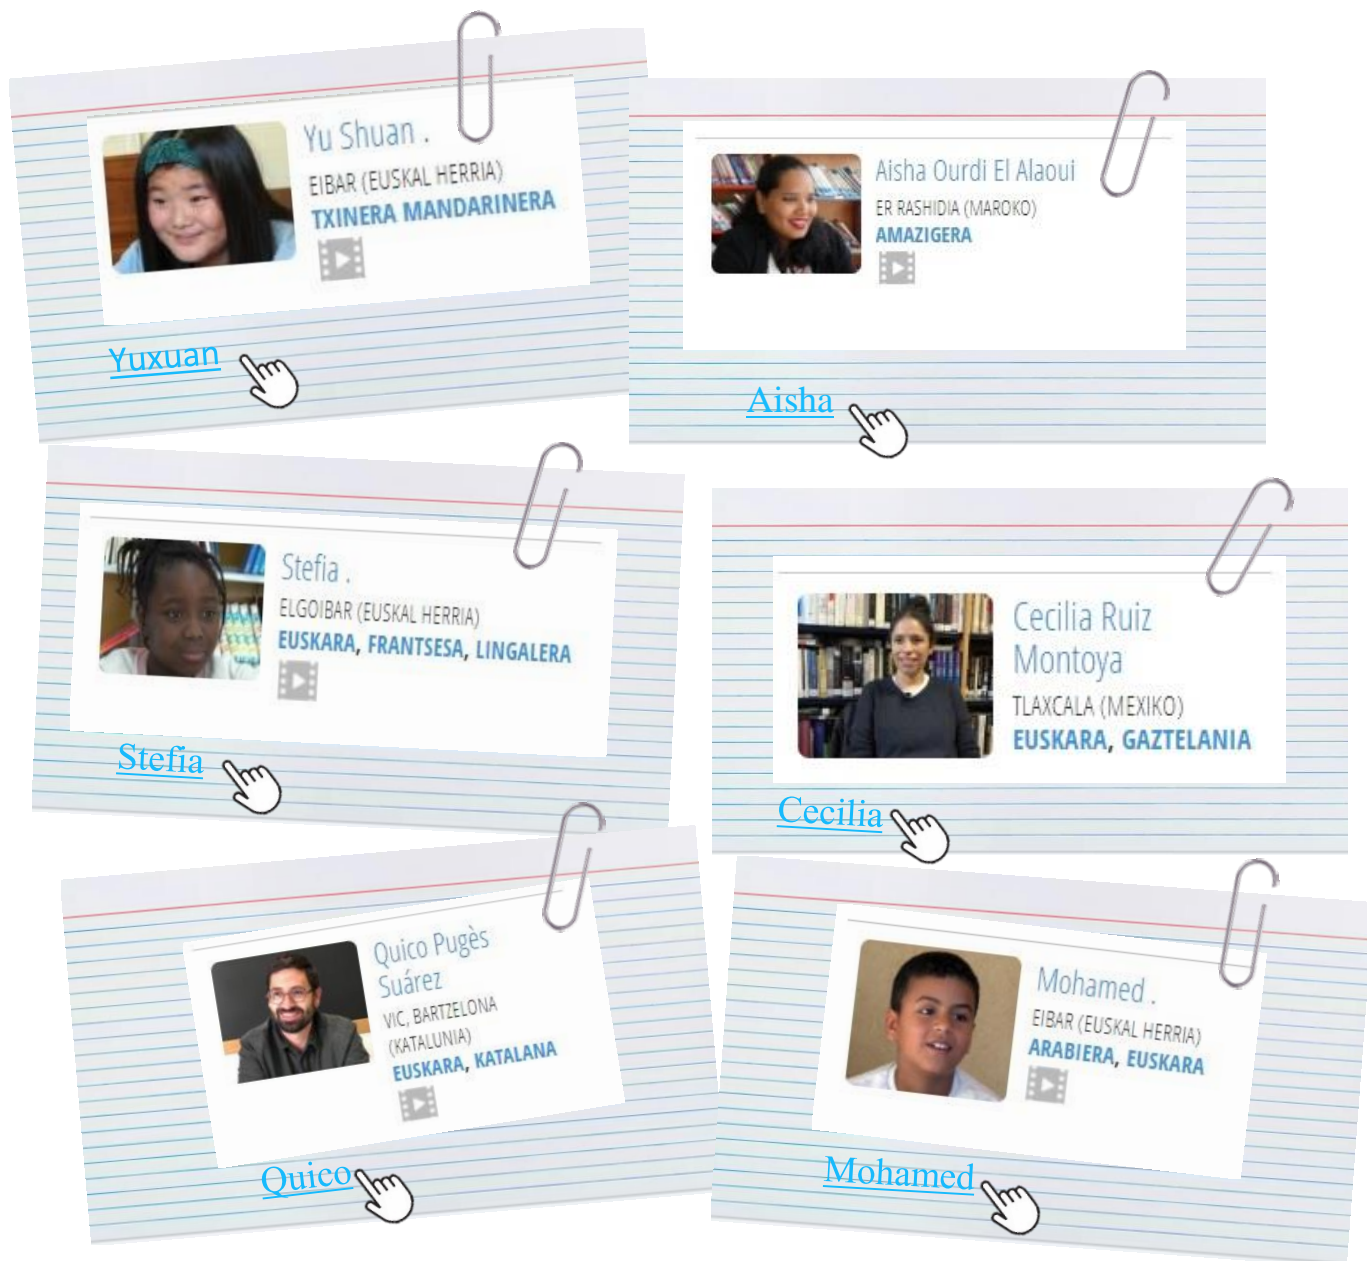 Yu Shuan .
EIBAR (EUSKAL HERRIA)
TXINERA MANDARINERA
Yuxuan
Aisha Ourdi El Alaoui
ER RASHIDIA (MAROKO)
AMAZIGERA
Aisha
Stefia .
ELGOIBAR (EUSKAL HERRIA)
EUSKARA, FRANTSESA, LINGALERA
Stefia
Cecilia Ruiz
Montoya
TLAXCALA (MEXIKO)
EUSKARA, GAZTELANIA
Cecilia
Quico Pugès
Suárez
VIC, BARTZELONA
(KATALUNIA)
EUSKARA, KATALANA
Quico
Mohamed .
EIBAR (EUSKAL HERRIA)
ARABIERA, EUSKARA
Mohamed